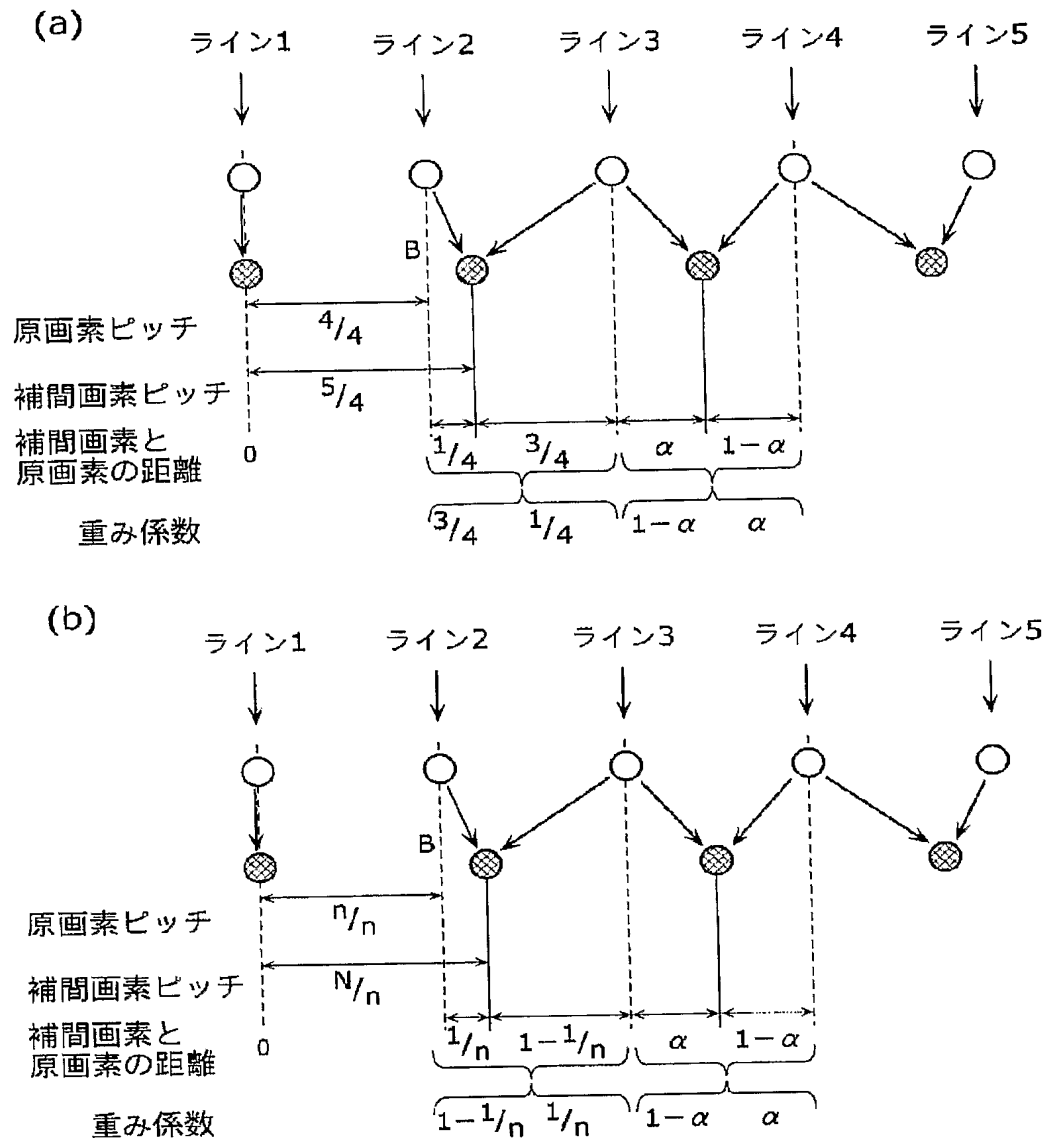 (a)
ライン1 ライン2 ライン3 ライン4 ライン5
B
原画素ピッチ 4/4
補間画素ピッチ 5/4
補間画素と
原画素の距離 0 1/4 3/4 α 1-α
重み係数 3/4 1/4 1-α α
(b)
ライン1 ライン2 ライン3 ライン4 ライン5
B
原画素ピッチ n/n
補間画素ピッチ N/n
補間画素と
原画素の距離 0 1/n 1-1/n α 1-α
重み係数 1-1/n 1/n 1-α α